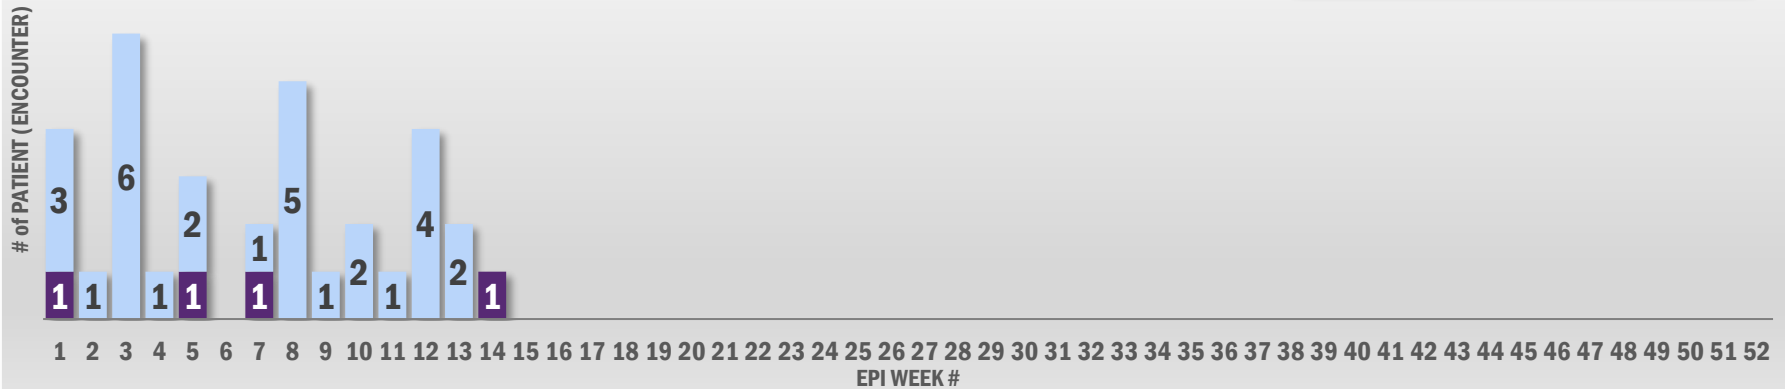 # of PATIENT (ENCOUNTER)
6
5
3 2 4
1 2 2
1 1 1 1 1 1 1 1
1 2 3 4 5 6 7 8 9 10 11 12 13 14 15 16 17 18 19 20 21 22 23 24 25 26 27 28 29 30 31 32 33 34 35 36 37 38 39 40 41 42 43 44 45 46 47 48 49 50 51 52
EPI WEEK #